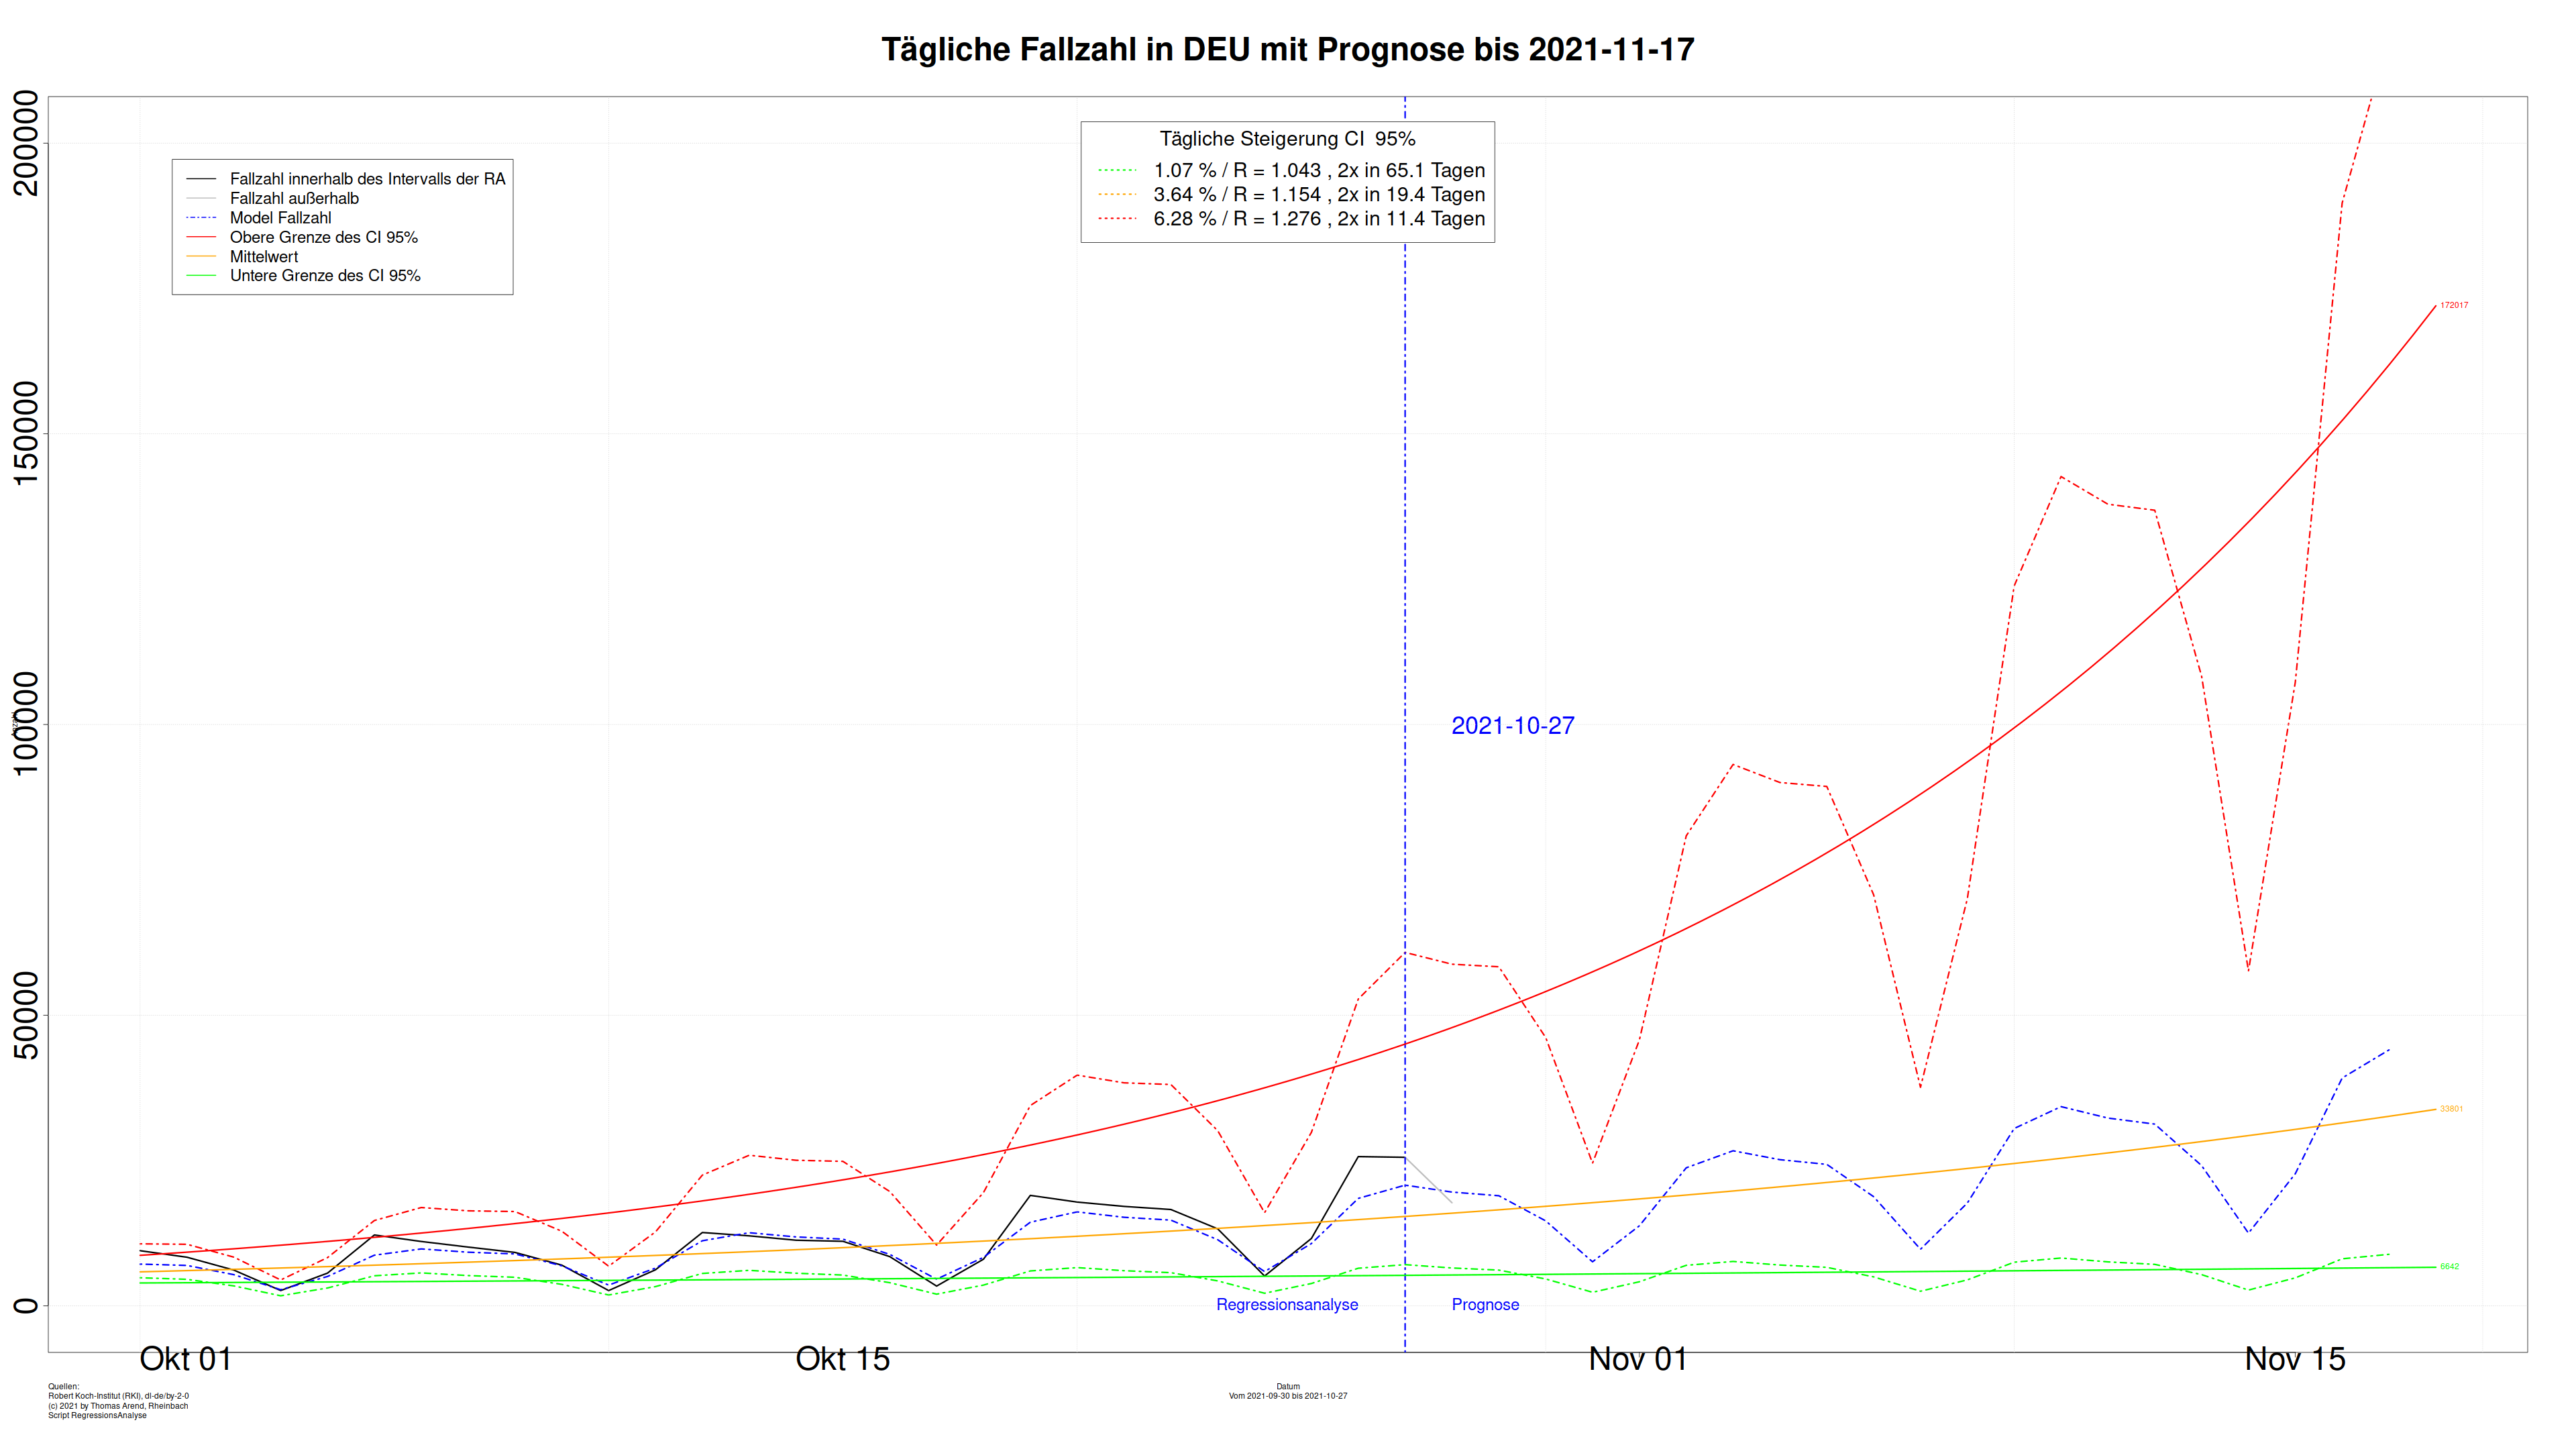 Tägliche Fallzahl in DEU mit Prognose bis 2021-11-17
200000
150000
100000
50000
0
Anzahl
Fallzahl innerhalb des Intervalls der RA
Fallzahl außerhalb
Model Fallzahl
Obere Grenze des CI 95%
Mittelwert
Untere Grenze des CI 95%
Tägliche Steigerung CI  95%
1.07 % / R = 1.043 , 2x in 65.1 Tagen
3.64 % / R = 1.154 , 2x in 19.4 Tagen
6.28 % / R = 1.276 , 2x in 11.4 Tagen
172017
2021-10-27
33801
6642
Regressionsanalyse
Prognose
Okt 01
Okt 15
Nov 01
Nov 15
Quellen:
Robert Koch-Institut (RKI), dl-de/by-2-0
(c) 2021 by Thomas Arend, Rheinbach
Script RegressionsAnalyse
Datum
Vom 2021-09-30 bis 2021-10-27